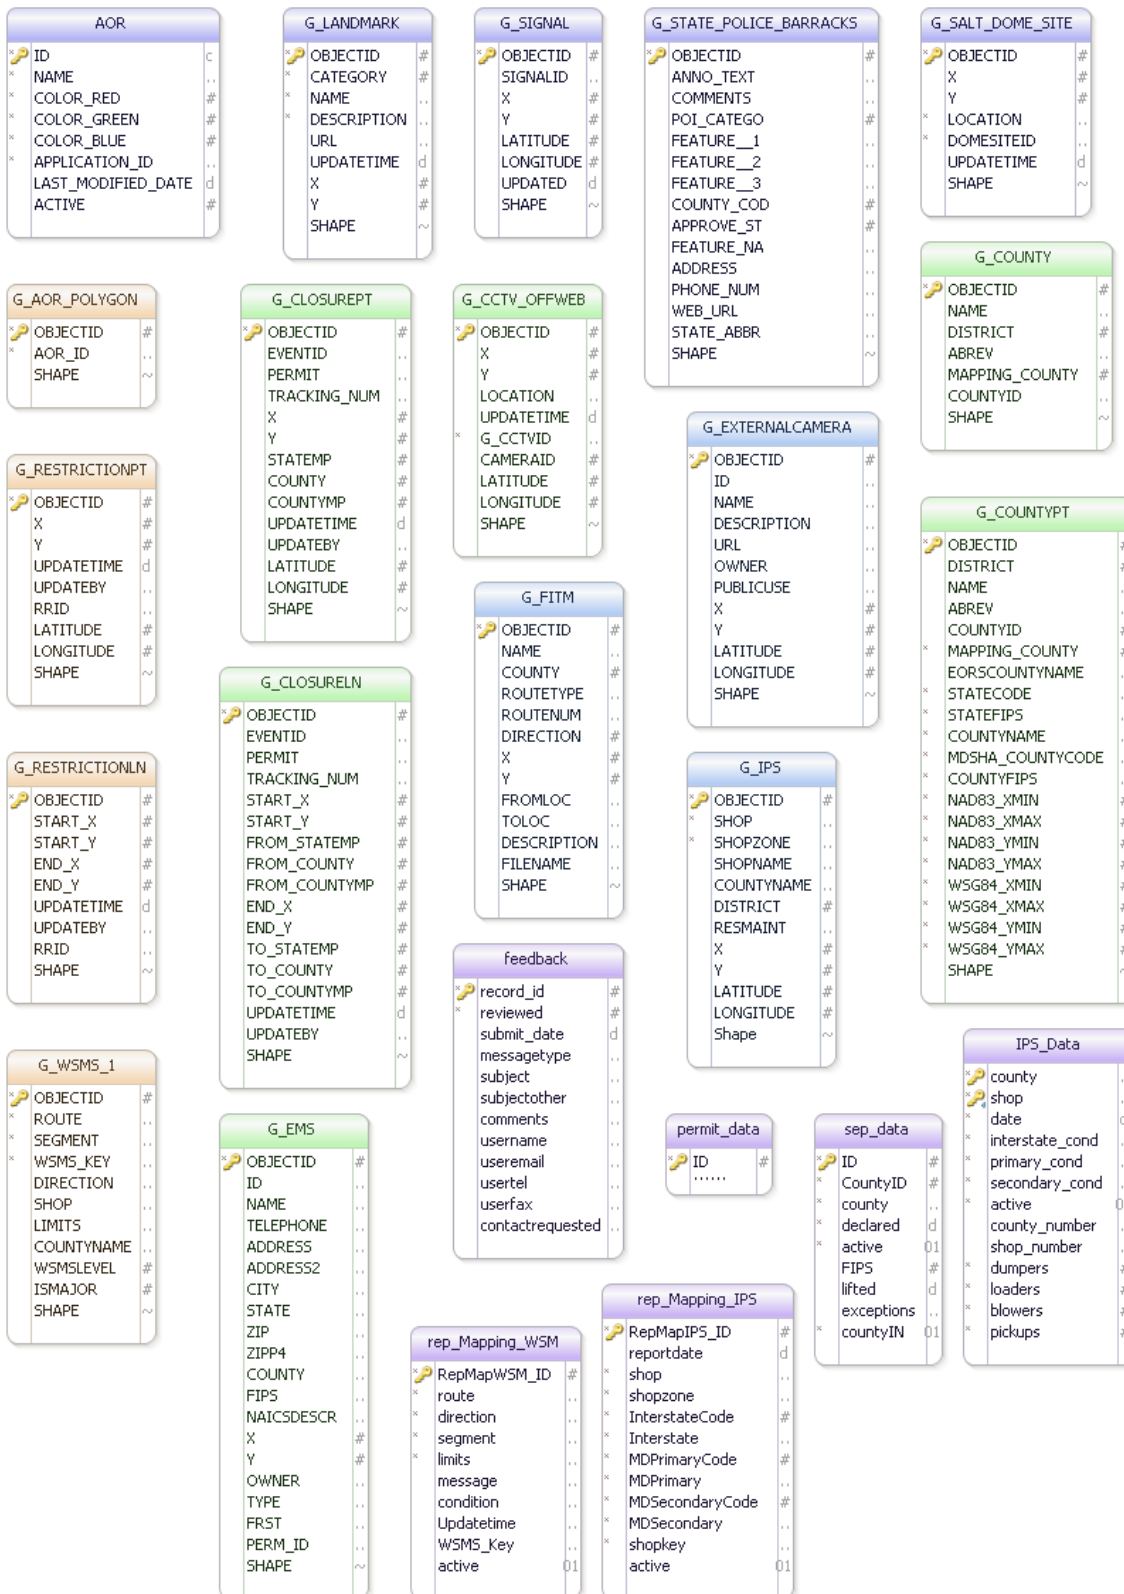 AOR
ID c
NAME ..
COLOR_RED #
COLOR_GREEN #
COLOR_BLUE #
APPLICATION_ID ..
LAST_MODIFIED_DATE d
ACTIVE #
G_LANDMARK
OBJECTID #
CATEGORY #
NAME ..
DESCRIPTION ..
URL ..
UPDATETIME d
X #
Y #
SHAPE ~
G_SIGNAL
OBJECTID #
SIGNALID ..
X #
Y #
LATITUDE #
LONGITUDE #
UPDATED d
SHAPE ~
G_STATE_POLICE_BARRACKS
OBJECTID #
ANNO_TEXT ..
COMMENTS ..
POI_CATEGO #
FEATURE__1 ..
FEATURE__2 ..
FEATURE__3 ..
COUNTY_COD #
APPROVE_ST #
FEATURE_NA ..
ADDRESS ..
PHONE_NUM ..
WEB_URL ..
STATE_ABBR ..
SHAPE ~
G_SALT_DOME_SITE
OBJECTID #
X #
Y #
LOCATION ..
DOMESITEID ..
UPDATETIME d
SHAPE ~
G_COUNTY
OBJECTID #
NAME ..
DISTRICT #
ABREV ..
MAPPING_COUNTY #
COUNTYID ..
SHAPE ~
G_AOR_POLYGON
OBJECTID #
AOR_ID ..
SHAPE ~
G_CLOSUREPT
OBJECTID #
EVENTID ..
PERMIT ..
TRACKING_NUM ..
X #
Y #
STATEMP #
COUNTY #
COUNTYMP #
UPDATETIME d
UPDATEBY ..
LATITUDE #
LONGITUDE #
SHAPE ~
G_CCTV_OFFWEB
OBJECTID #
X #
Y #
LOCATION ..
UPDATETIME d
G_CCTVID ..
CAMERAID #
LATITUDE #
LONGITUDE #
SHAPE ~
G_EXTERNALCAMERA
OBJECTID #
ID ..
NAME ..
DESCRIPTION ..
URL ..
OWNER ..
PUBLICUSE ..
X #
Y #
LATITUDE #
LONGITUDE #
SHAPE ~
G_RESTRICTIONPT
OBJECTID #
X #
Y #
UPDATETIME d
UPDATEBY ..
RRID ..
LATITUDE #
LONGITUDE #
SHAPE ~
G_COUNTYPT
OBJECTID
DISTRICT
NAME
ABREV
COUNTYID
MAPPING_COUNTY
EORSCOUNTYNAME
STATECODE
STATEFIPS
COUNTYNAME
MDSHA_COUNTYCODE
COUNTYFIPS
NAD83_XMIN
NAD83_XMAX
NAD83_YMIN
NAD83_YMAX
WSG84_XMIN
WSG84_XMAX
WSG84_YMIN
WSG84_YMAX
SHAPE
G_FITM
OBJECTID #
NAME ..
COUNTY #
ROUTETYPE ..
ROUTENUM ..
DIRECTION #
X #
Y #
FROMLOC ..
TOLOC ..
DESCRIPTION ..
FILENAME ..
SHAPE ~
G_CLOSURELN
OBJECTID #
EVENTID ..
PERMIT ..
TRACKING_NUM ..
START_X #
START_Y #
FROM_STATEMP #
FROM_COUNTY #
FROM_COUNTYMP #
END_X #
END_Y #
TO_STATEMP #
TO_COUNTY #
TO_COUNTYMP #
UPDATETIME d
UPDATEBY ..
SHAPE ~
G_RESTRICTIONLN
OBJECTID #
START_X #
START_Y #
END_X #
END_Y #
UPDATETIME d
UPDATEBY ..
RRID ..
SHAPE ~
G_IPS
OBJECTID #
SHOP ..
SHOPZONE ..
SHOPNAME ..
COUNTYNAME ..
DISTRICT #
RESMAINT ..
X #
Y #
LATITUDE #
LONGITUDE #
Shape ~
feedback
record_id #
reviewed #
submit_date d
messagetype ..
subject ..
subjectother ..
comments ..
username ..
useremail ..
usertel ..
userfax ..
contactrequested ..
IPS_Data
county
shop
date
interstate_cond
primary_cond
secondary_cond
active
county_number
shop_number
dumpers
loaders
blowers
pickups
G_WSMS_1
OBJECTID #
ROUTE ..
SEGMENT ..
WSMS_KEY ..
DIRECTION ..
SHOP ..
LIMITS ..
COUNTYNAME ..
WSMSLEVEL #
ISMAJOR #
SHAPE ~
G_EMS
OBJECTID #
ID ..
NAME ..
TELEPHONE ..
ADDRESS ..
ADDRESS2 ..
CITY ..
STATE ..
ZIP ..
ZIPP4 ..
COUNTY ..
FIPS ..
NAICSDESCR ..
X #
Y #
OWNER ..
TYPE ..
FRST ..
PERM_ID ..
SHAPE ~
permit_data
ID #
......
sep_data
ID #
CountyID #
county ..
declared d
active 01
FIPS #
lifted d
exceptions ..
countyIN 01
rep_Mapping_WSM
RepMapWSM_ID #
route ..
direction ..
segment ..
limits ..
message ..
condition ..
Updatetime ..
WSMS_Key ..
active 01
rep_Mapping_IPS
RepMapIPS_ID #
reportdate d
shop ..
shopzone ..
InterstateCode #
Interstate ..
MDPrimaryCode #
MDPrimary ..
MDSecondaryCode #
MDSecondary ..
shopkey ..
active 01